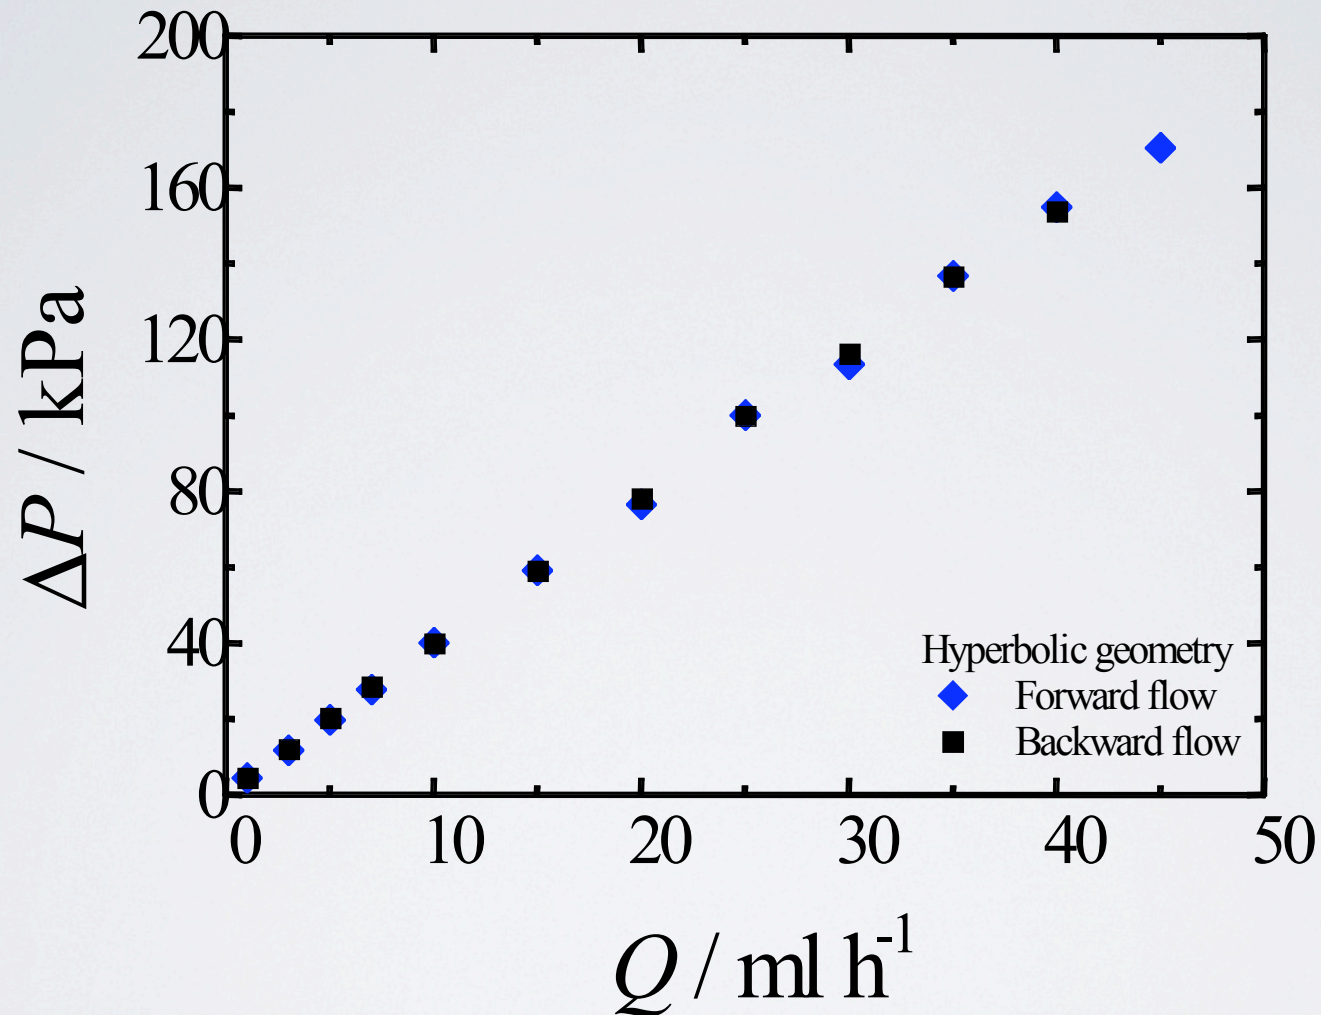 200
160
120
80
40
0
ΔP / kPa
Hyperbolic geometry
Forward flow
Backward flow
0 10 20 30 40 50
Q / ml h⁻¹